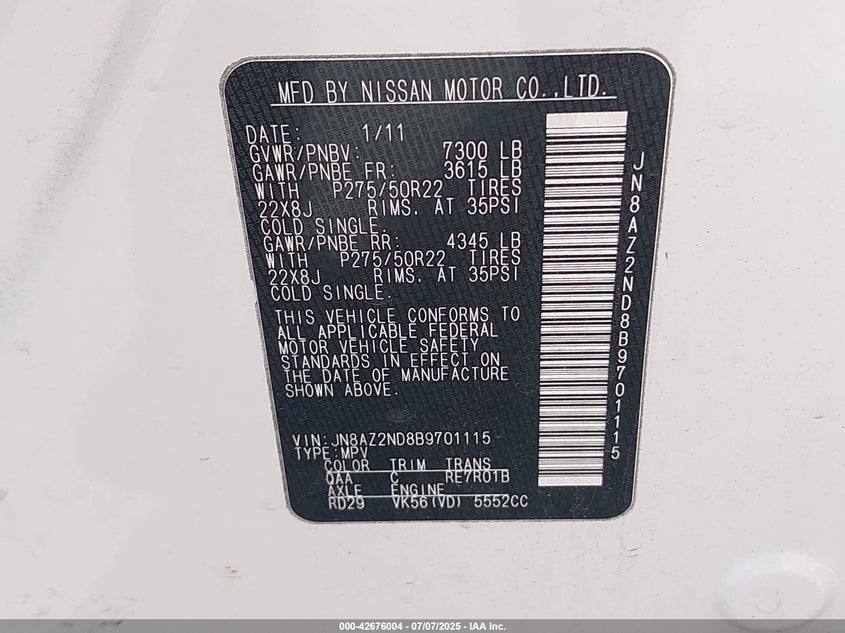 MFD BY NISSAN MOTOR CO.,LTD.
DATE: 1/11
GVWR/PNBV: 7300 LB
GAWR/PNBE FR: 3615 LB
WITH P275/50R22 TIRES
22X8J RIMS, AT 35PSI
COLD SINGLE.
GAWR/PNBE RR: 4345 LB
WITH P275/50R22 TIRES
22X8J RIMS, AT 35PSI
COLD SINGLE.
THIS VEHICLE CONFORMS TO
ALL APPLICABLE FEDERAL
MOTOR VEHICLE SAFETY
STANDARDS IN EFFECT ON
THE DATE OF MANUFACTURE
SHOWN ABOVE.
VIN:JN8AZ2ND8B9701115
TYPE:MPV
COLOR TRIM TRANS
QAA C RE7R01B
AXLE ENGINE
RD29 VK56(VD) 5552CC
JN8AZ2ND8B9701115
000-42676004 - 07/07/2025 - IAA Inc.